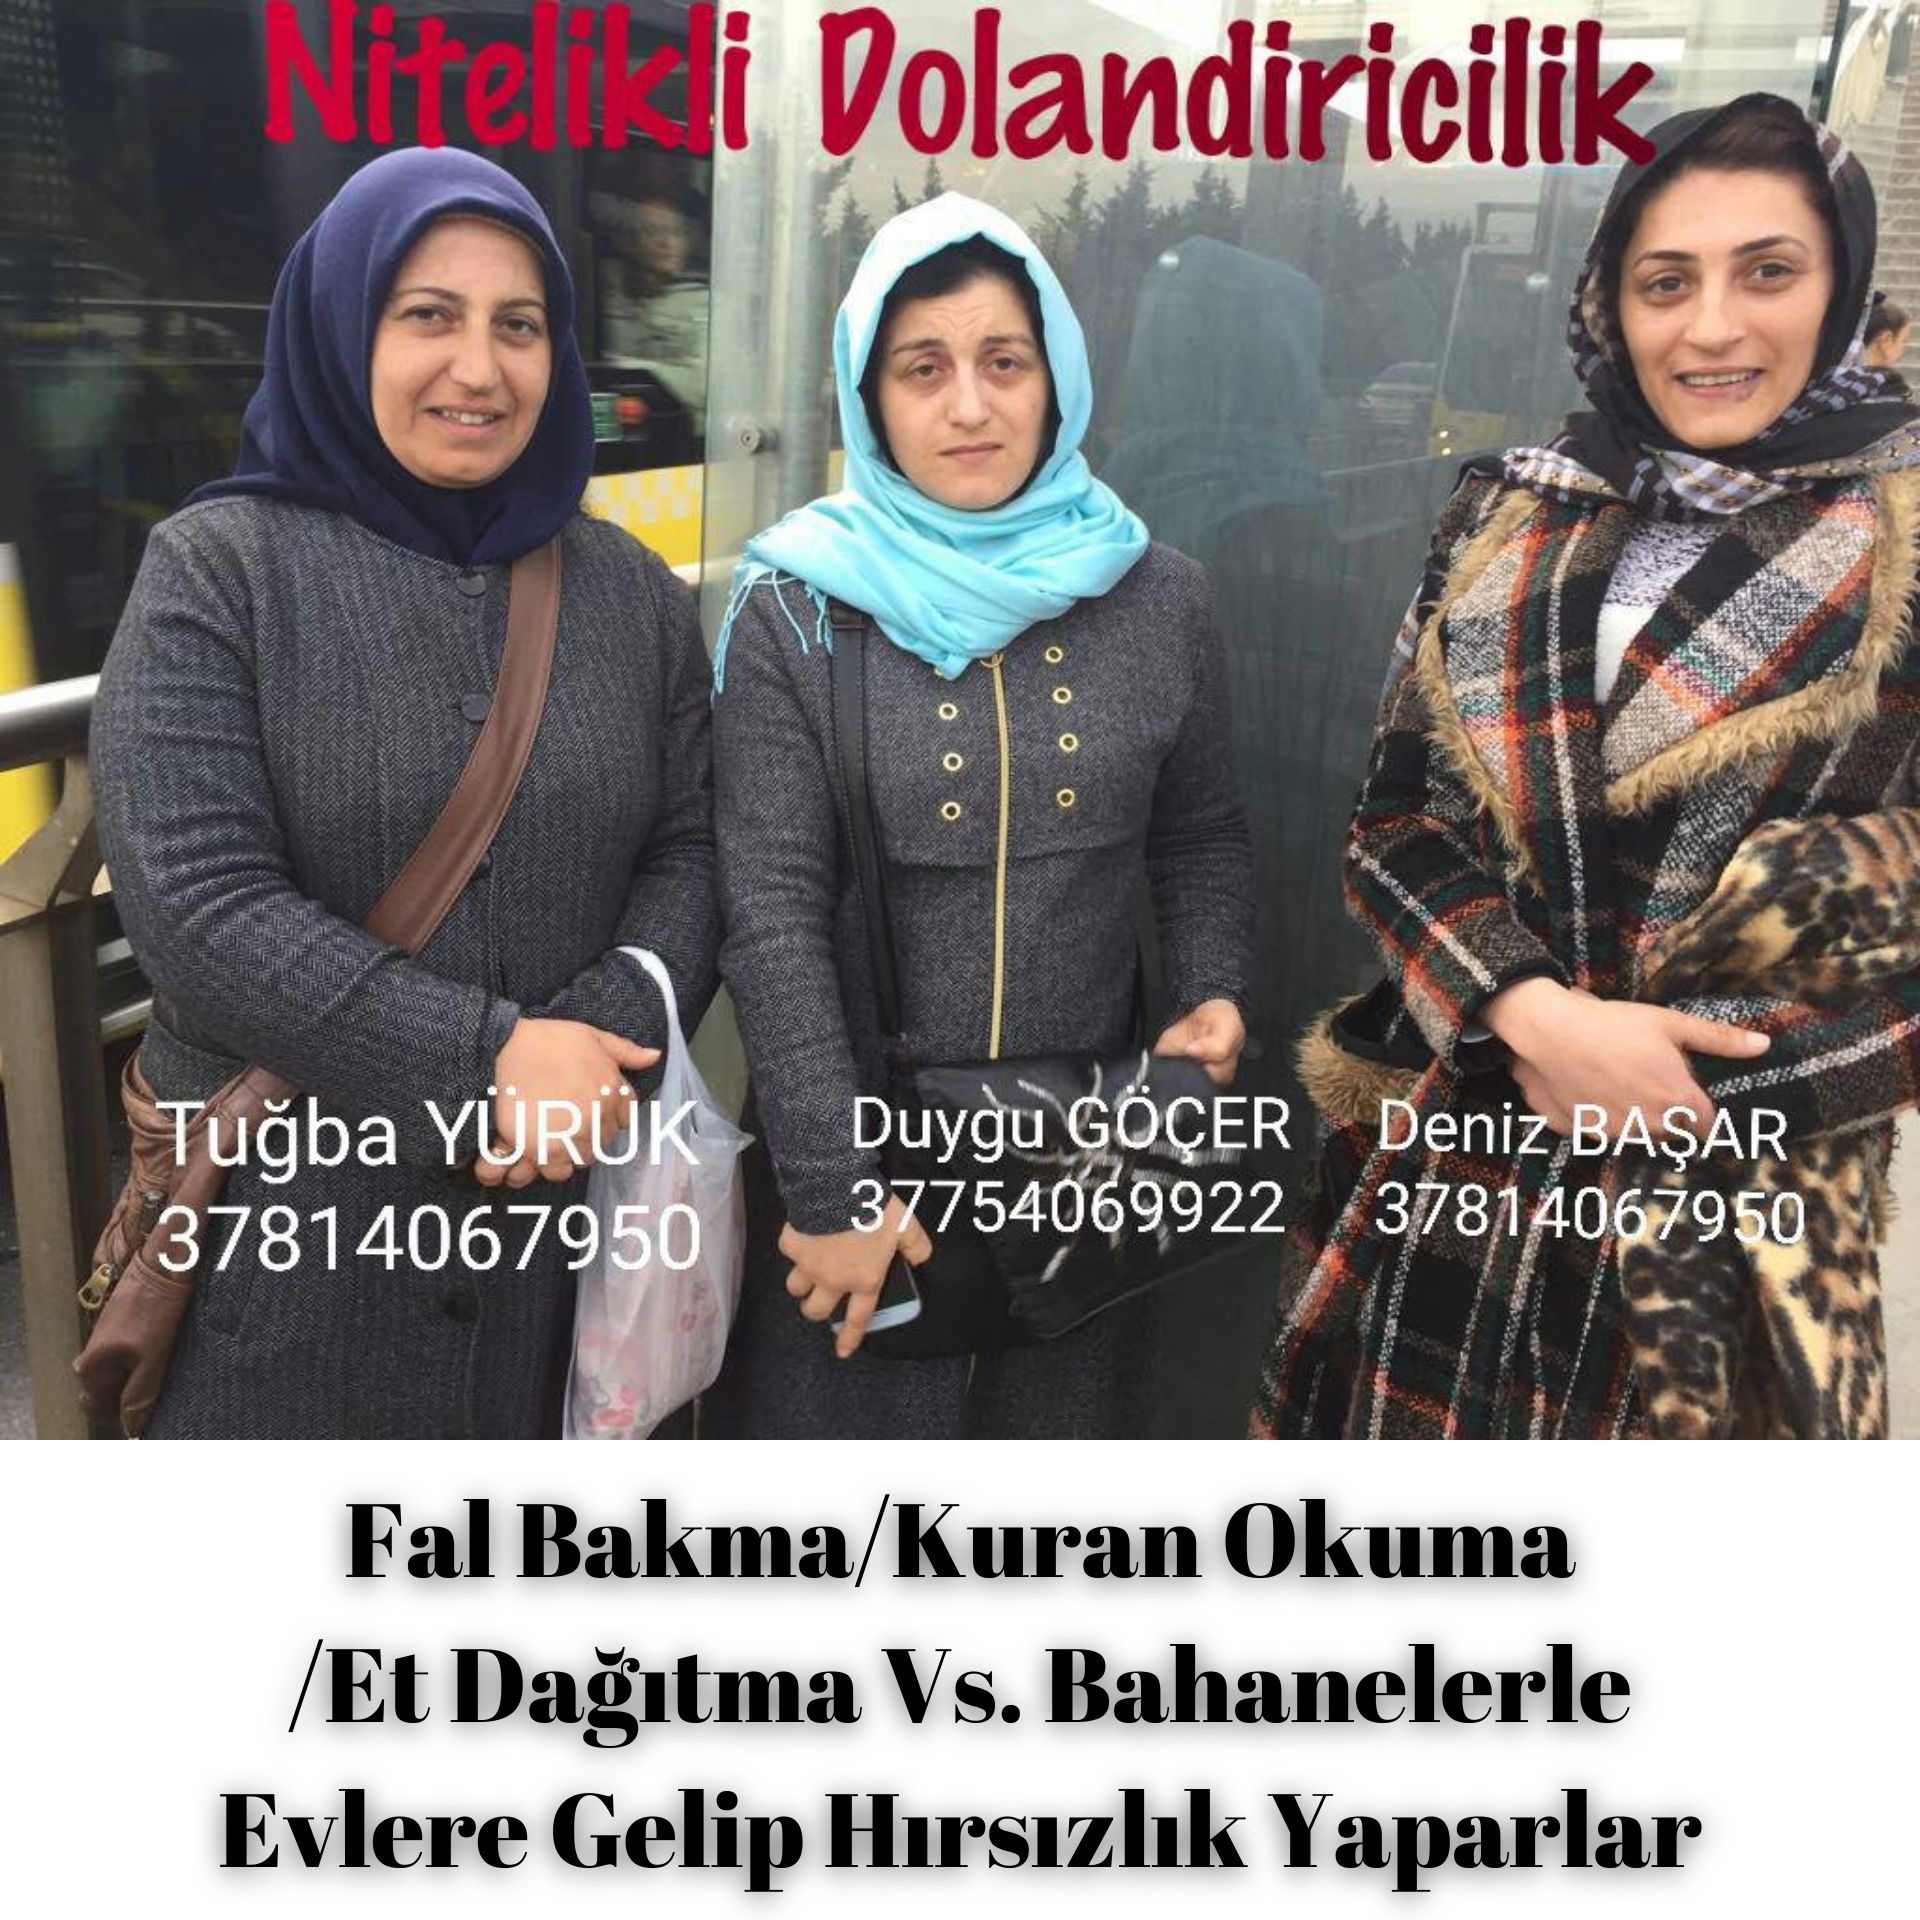 Nitelikli Dolandiricilik
Tuğba YÜRÜK
37814067950
Duygu GÖÇER
37754069922
Deniz BAŞAR
37814067950
Fal Bakma/Kuran Okuma
/Et Dağıtma Vs. Bahanelerle
Evlere Gelip Hırsızlık Yaparlar